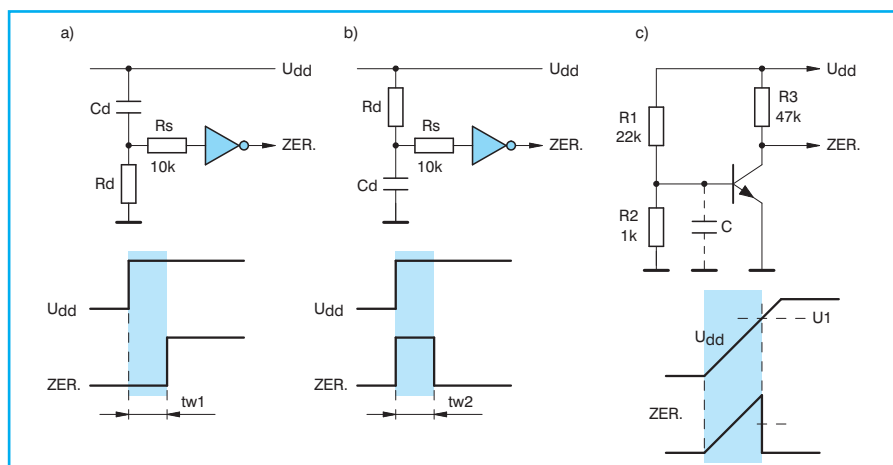 a)
Udd
Cd
Rs
10k
ZER.
Rd
Udd
ZER.
tw1
b)
Udd
Rd
Rs
10k
ZER.
Cd
Udd
ZER.
tw2
c)
Udd
R1
22k
R3
47k
ZER.
R2
1k
C
U1
Udd
ZER.